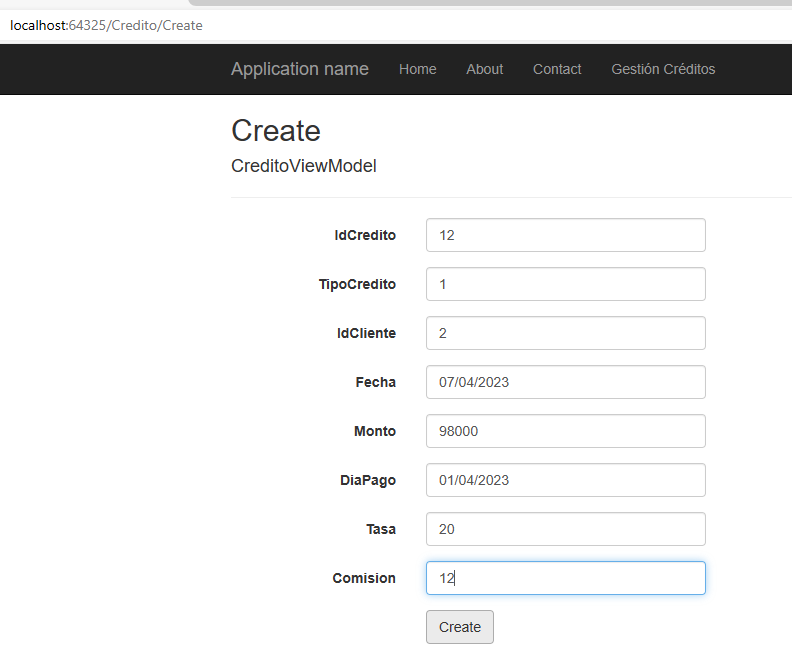 localhost:64325/Credito/Create
Application name Home About Contact Gestión Créditos
Create
CreditoViewModel
IdCredito 12
TipoCredito 1
IdCliente 2
Fecha 07/04/2023
Monto 98000
DiaPago 01/04/2023
Tasa 20
Comision 12
Create